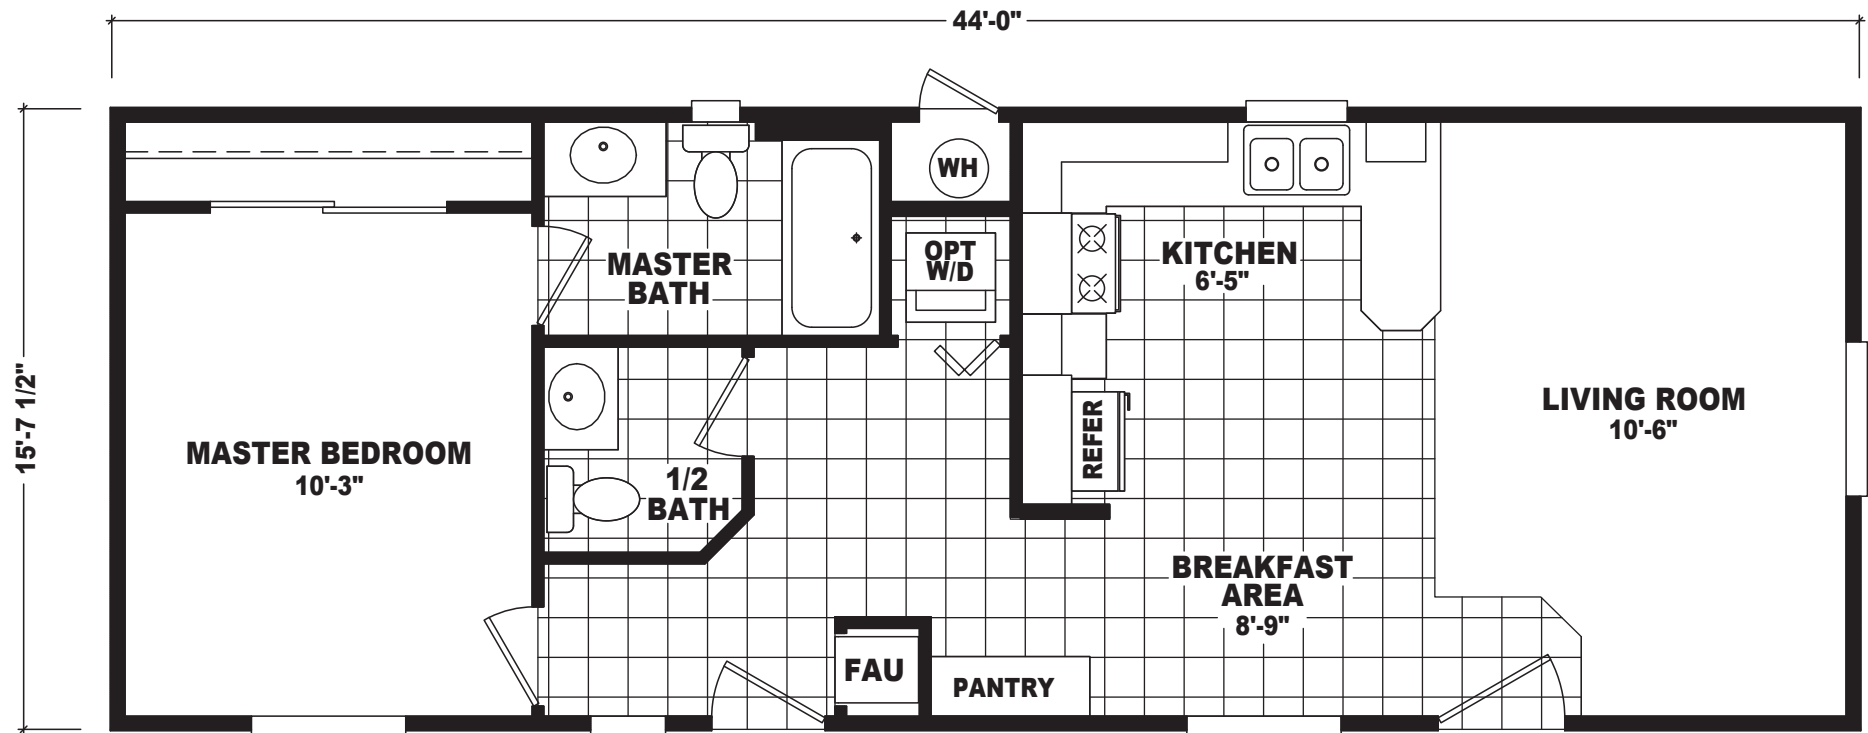 44'-0"
15'-7 1/2"
WH
OPT
W/D
KITCHEN
6'-5"
MASTER
BATH
REFER
LIVING ROOM
10'-6"
MASTER BEDROOM
10'-3"
1/2
BATH
BREAKFAST
AREA
8'-9"
FAU
PANTRY